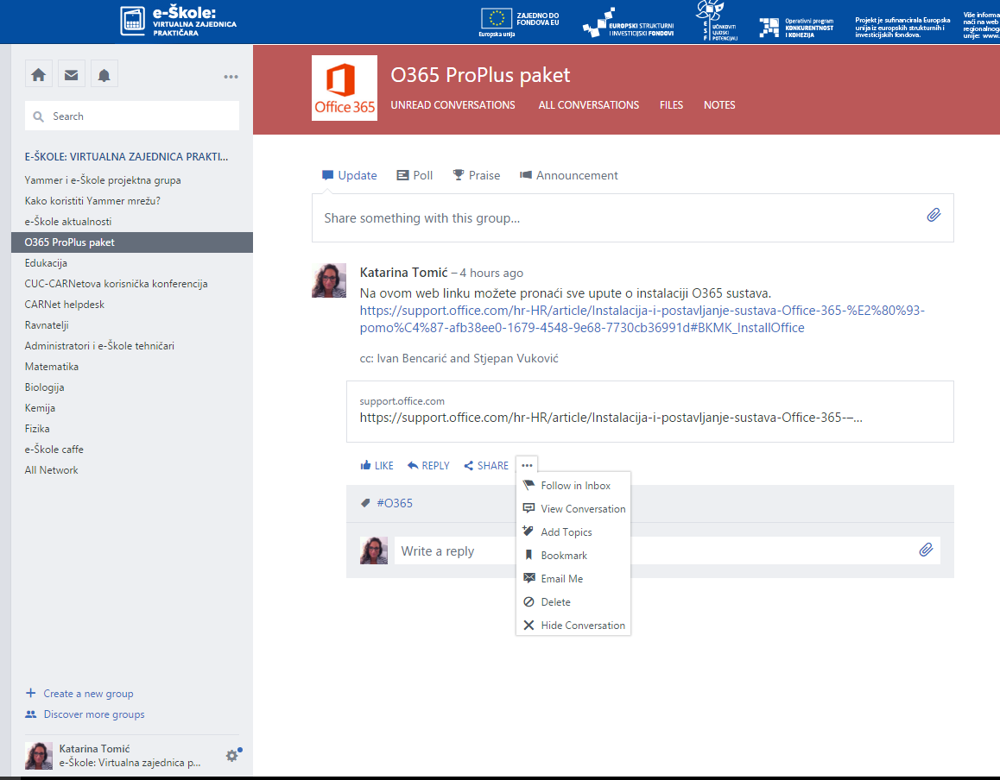 e-Škole:
VIRTUALNA ZAJEDNICA
PRAKTIČARA
Europska unija
ZAJEDNO DO
FONDOVA EU
EUROPSKI STRUKTURNI
I INVESTICIJSKI FONDOVI
E S F
UČINKOVITI
LJUDSKI
POTENCIJALI
Operativni program
KONKURENTNOST
I KOHEZIJA
Projekt je sufinancirala Europska
unija iz europskih strukturnih i
investicijskih fondova.
Više informa
naći na web
regionalnoga
unije: www.
Search
E-ŠKOLE: VIRTUALNA ZAJEDNICA PRAKTI...
Yammer i e-Škole projektna grupa
Kako koristiti Yammer mrežu?
e-Škole aktualnosti
O365 ProPlus paket
Edukacija
CUC-CARNetova korisnička konferencija
CARNet helpdesk
Ravnatelji
Administratori i e-Škole tehničari
Matematika
Biologija
Kemija
Fizika
e-Škole caffe
All Network
Create a new group
Discover more groups
Katarina Tomić
e-Škole: Virtualna zajednica p...
Office 365
O365 ProPlus paket
UNREAD CONVERSATIONS ALL CONVERSATIONS FILES NOTES
Update Poll Praise Announcement
Share something with this group...
Katarina Tomić – 4 hours ago
Na ovom web linku možete pronaći sve upute o instalaciji O365 sustava.
https://support.office.com/hr-HR/article/Instalacija-i-postavljanje-sustava-Office-365-%E2%80%93-
pomo%C4%87-afb38ee0-1679-4548-9e68-7730cb36991d#BKMK_InstallOffice
cc: Ivan Bencarić and Stjepan Vuković
support.office.com
https://support.office.com/hr-HR/article/Instalacija-i-postavljanje-sustava-Office-365-–...
LIKE REPLY SHARE ...
Follow in Inbox
View Conversation
Add Topics
Bookmark
Email Me
Delete
Hide Conversation
#O365
Write a reply